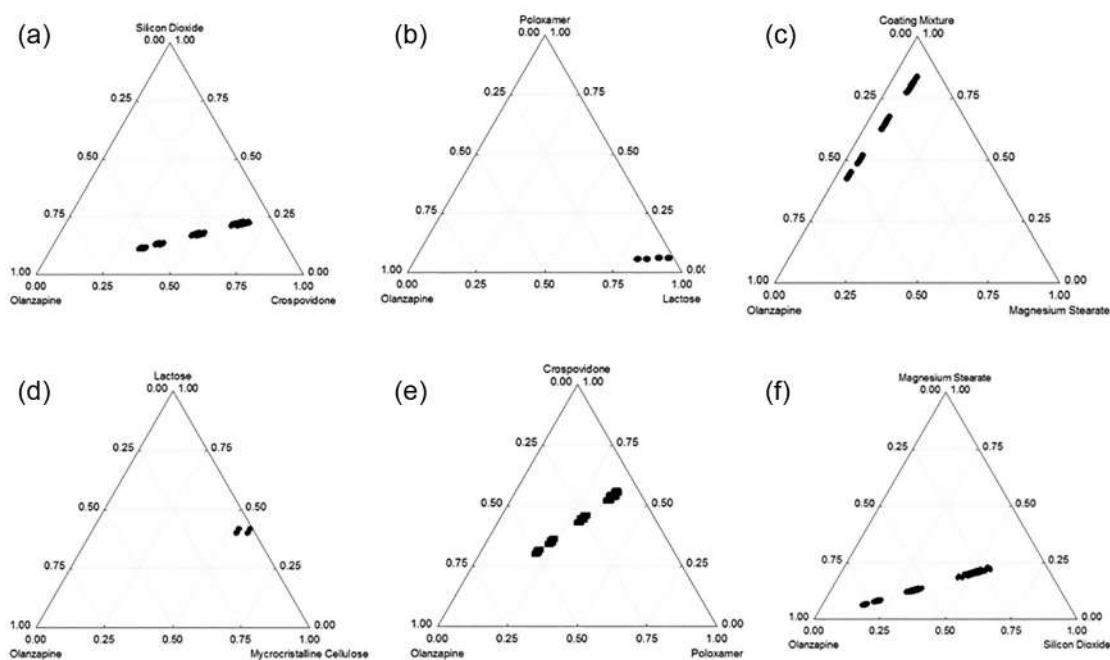 (a)
Silicon Dioxide
0.00 1.00
0.25 0.75
0.50 0.50
0.75 0.25
1.00 0.00
0.00 0.25 0.50 0.75 1.00
Olanzapine Crospovidone
(b)
Poloxamer
0.00 1.00
0.25 0.75
0.50 0.50
0.75 0.25
1.00 0.00
0.00 0.25 0.50 0.75 1.00
Olanzapine Lactose
(c)
Coating Mixture
0.00 1.00
0.25 0.75
0.50 0.50
0.75 0.25
1.00 0.00
0.00 0.25 0.50 0.75 1.00
Olanzapine Magnesium Stearate
(d)
Lactose
0.00 1.00
0.25 0.75
0.50 0.50
0.75 0.25
1.00 0.00
0.00 0.25 0.50 0.75 1.00
Olanzapine Mycrocristalline Cellulose
(e)
Crospovidone
0.00 1.00
0.25 0.75
0.50 0.50
0.75 0.25
1.00 0.00
0.00 0.25 0.50 0.75 1.00
Olanzapine Poloxamer
(f)
Magnesium Stearate
0.00 1.00
0.25 0.75
0.50 0.50
0.75 0.25
1.00 0.00
0.00 0.25 0.50 0.75 1.00
Olanzapine Silicon Dioxide